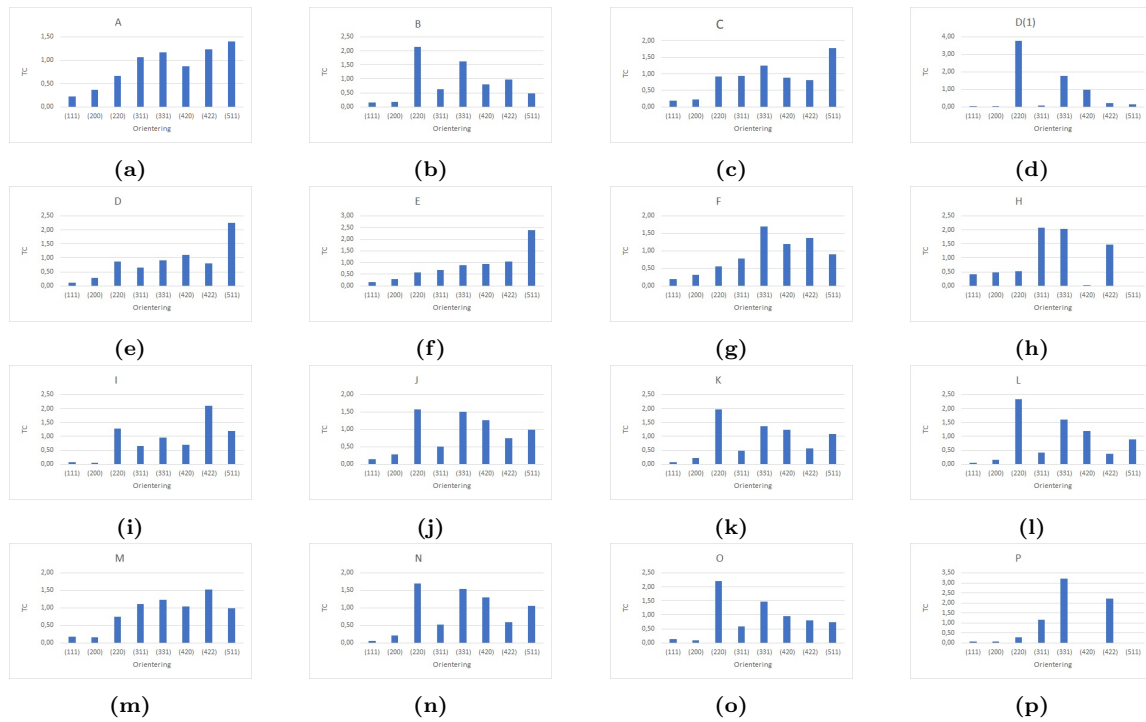 A
1,50
1,00
TC
0,50
0,00
(111) (200) (220) (311) (331) (420) (422) (511)
Orientering
(a)
B
2,50
2,00
1,50
TC
1,00
0,50
0,00
(111) (200) (220) (311) (331) (420) (422) (511)
Orientering
(b)
C
2,00
1,50
TC
1,00
0,50
0,00
(111) (200) (220) (311) (331) (420) (422) (511)
Orientering
(c)
D(1)
4,00
3,00
TC
2,00
1,00
0,00
(111) (200) (220) (311) (331) (420) (422) (511)
Orientering
(d)
D
2,50
2,00
1,50
TC
1,00
0,50
0,00
(111) (200) (220) (311) (331) (420) (422) (511)
Orientering
(e)
E
3,00
2,50
2,00
TC
1,50
1,00
0,50
0,00
(111) (200) (220) (311) (331) (420) (422) (511)
Orientering
(f)
F
2,00
1,50
TC
1,00
0,50
0,00
(111) (200) (220) (311) (331) (420) (422) (511)
Orientering
(g)
H
2,50
2,00
1,50
TC
1,00
0,50
0,00
(111) (200) (220) (311) (331) (420) (422) (511)
Orientering
(h)
I
2,50
2,00
1,50
TC
1,00
0,50
0,00
(111) (200) (220) (311) (331) (420) (422) (511)
Orientering
(i)
J
2,00
1,50
TC
1,00
0,50
0,00
(111) (200) (220) (311) (331) (420) (422) (511)
Orientering
(j)
K
2,50
2,00
1,50
TC
1,00
0,50
0,00
(111) (200) (220) (311) (331) (420) (422) (511)
Orientering
(k)
L
2,50
2,00
1,50
TC
1,00
0,50
0,00
(111) (200) (220) (311) (331) (420) (422) (511)
Orientering
(l)
M
2,00
1,50
TC
1,00
0,50
0,00
(111) (200) (220) (311) (331) (420) (422) (511)
Orientering
(m)
N
2,00
1,50
TC
1,00
0,50
0,00
(111) (200) (220) (311) (331) (420) (422) (511)
Orientering
(n)
O
2,50
2,00
1,50
TC
1,00
0,50
0,00
(111) (200) (220) (311) (331) (420) (422) (511)
Orientering
(o)
P
3,50
3,00
2,50
2,00
TC
1,50
1,00
0,50
0,00
(111) (200) (220) (311) (331) (420) (422) (511)
Orientering
(p)